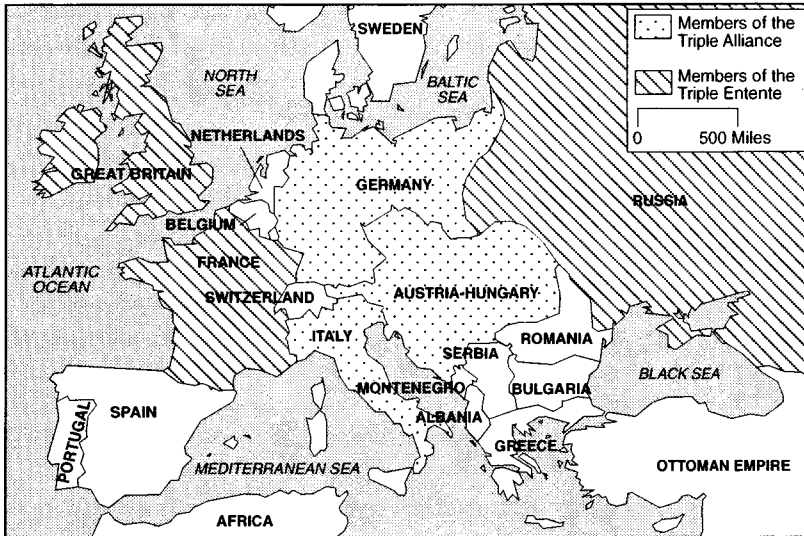 SWEDEN
Members of the
Triple Alliance
NORTH
SEA
BALTIC
SEA
Members of the
Triple Entente
0 500 Miles
NETHERLANDS
GREAT BRITAIN
GERMANY
RUSSIA
BELGIUM
FRANCE
ATLANTIC
OCEAN
SWITZERLAND
AUSTRIA-HUNGARY
ITALY
ROMANIA
SERBIA
BLACK SEA
MONTENEGRO
BULGARIA
SPAIN
PORTUGAL
ALBANIA
GREECE
MEDITERRANEAN SEA
OTTOMAN EMPIRE
AFRICA